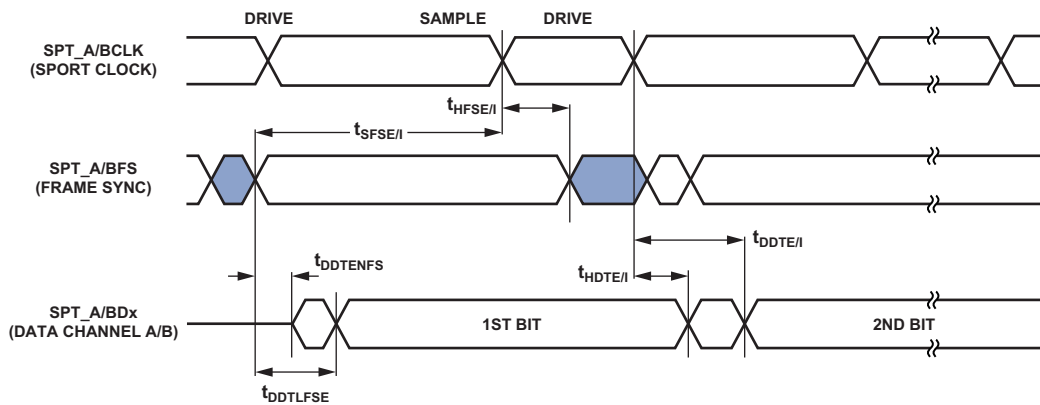 DRIVE SAMPLE DRIVE
SPT_A/BCLK
(SPORT CLOCK)
tHFSE/I
tSFSE/I
SPT_A/BFS
(FRAME SYNC)
tDDTE/I
tDDTENFS
tHDTE/I
SPT_A/BDx
(DATA CHANNEL A/B)
1ST BIT 2ND BIT
tDDTLFSE